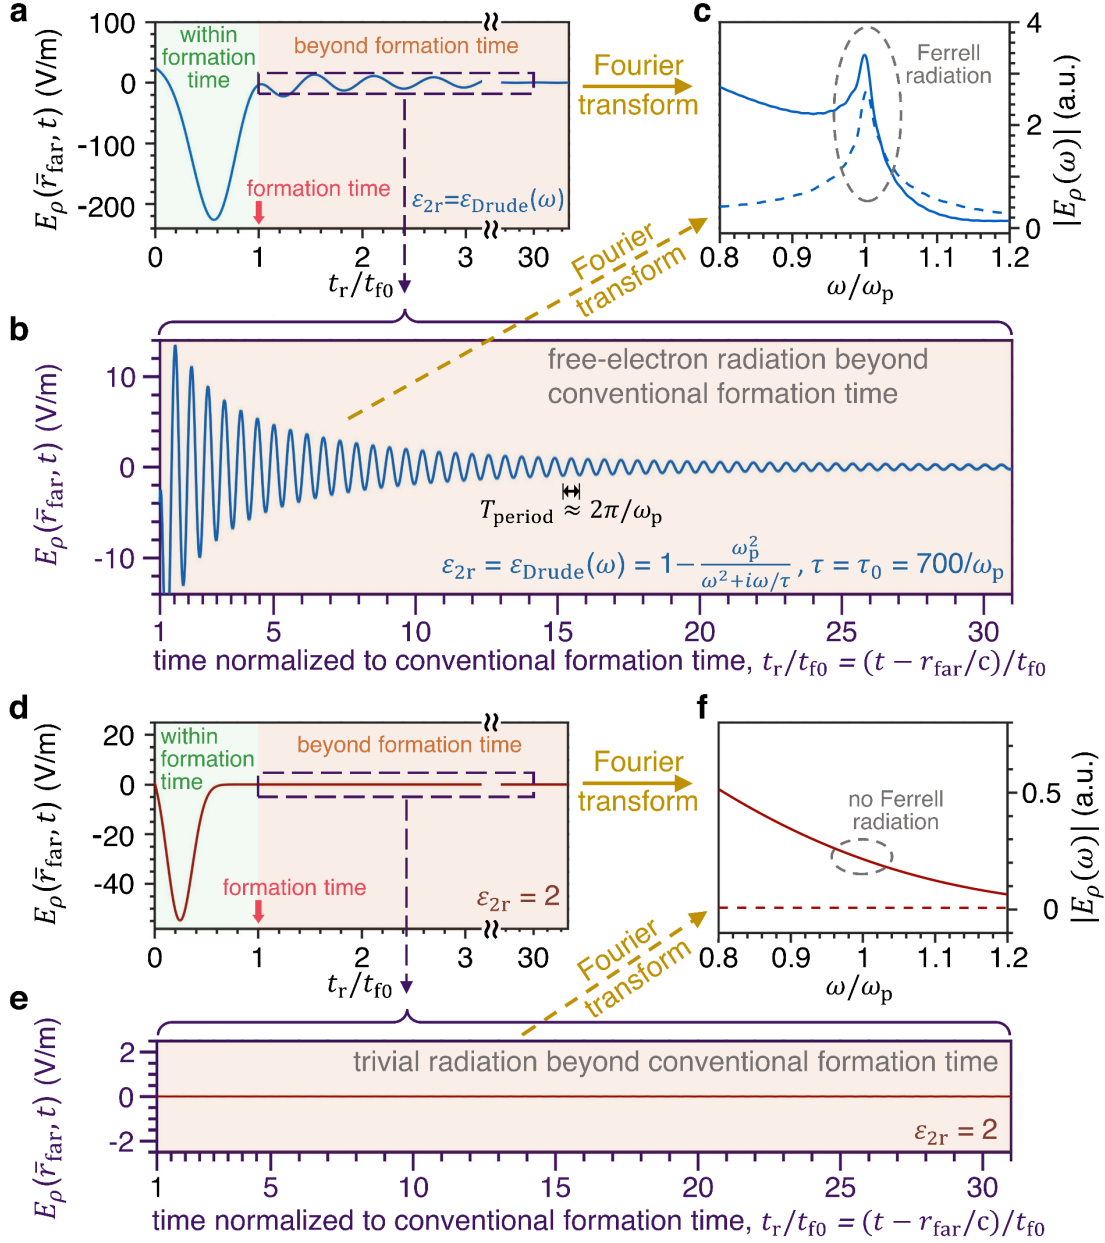 a
100
0
-100
-200
E_ρ(r̄_far, t) (V/m)
within
formation
time
beyond formation time
formation time
ε_2r=ε_Drude(ω)
0
1
2
3
30
t_r/t_f0
Fourier
transform
c
Ferrell
radiation
4
2
0
|E_ρ(ω)| (a.u.)
0.8
0.9
1
1.1
1.2
ω/ω_p
Fourier
transform
b
10
0
-10
E_ρ(r̄_far, t) (V/m)
free-electron radiation beyond
conventional formation time
T_period ≈ 2π/ω_p
ε_2r = ε_Drude(ω) = 1−ω_p²/(ω²+iω/τ), τ = τ_0 = 700/ω_p
1
5
10
15
20
25
30
time normalized to conventional formation time, t_r/t_f0 = (t − r_far/c)/t_f0
d
20
0
-20
-40
E_ρ(r̄_far, t) (V/m)
within
formation
time
beyond formation time
formation time
ε_2r = 2
0
1
2
3
30
t_r/t_f0
Fourier
transform
f
no Ferrell
radiation
0.5
0
|E_ρ(ω)| (a.u.)
0.8
0.9
1
1.1
1.2
ω/ω_p
Fourier
transform
e
2
0
-2
E_ρ(r̄_far, t) (V/m)
trivial radiation beyond conventional formation time
ε_2r = 2
1
5
10
15
20
25
30
time normalized to conventional formation time, t_r/t_f0 = (t − r_far/c)/t_f0